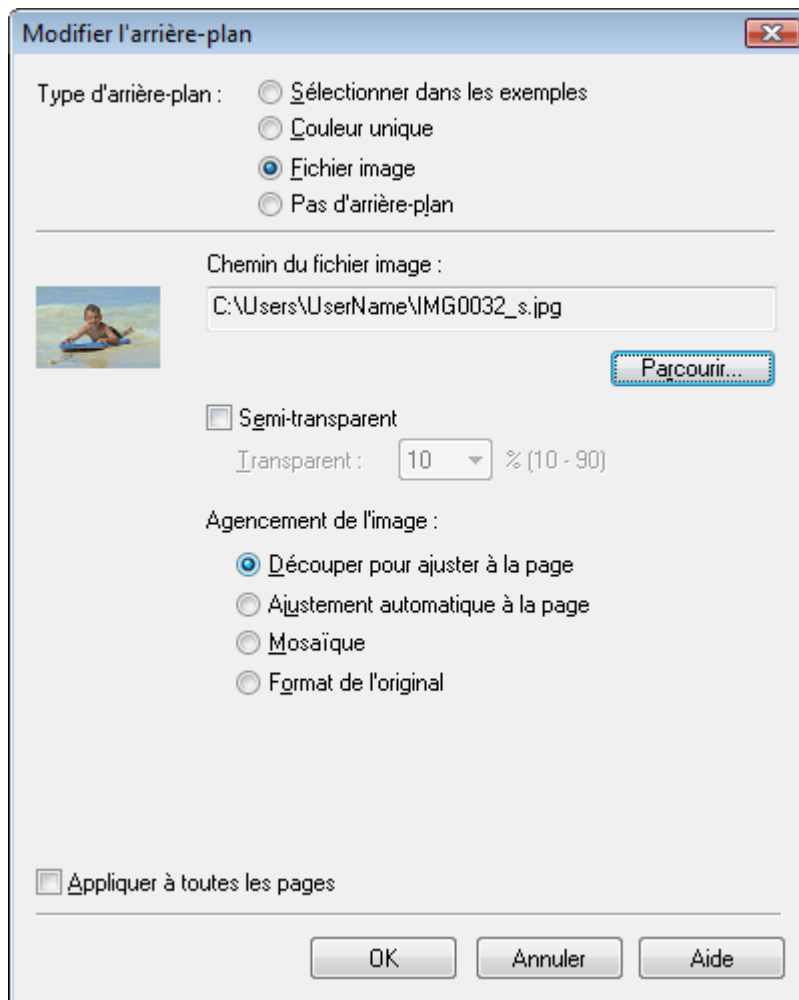 Modifier l'arrière-plan
Type d'arrière-plan :
Sélectionner dans les exemples
Couleur unique
Fichier image
Pas d'arrière-plan
Chemin du fichier image :
C:\Users\UserName\IMG0032_s.jpg
Parcourir...
Semi-transparent
Transparent : 10 % (10 - 90)
Agencement de l'image :
Découper pour ajuster à la page
Ajustement automatique à la page
Mosaïque
Format de l'original
Appliquer à toutes les pages
OK Annuler Aide